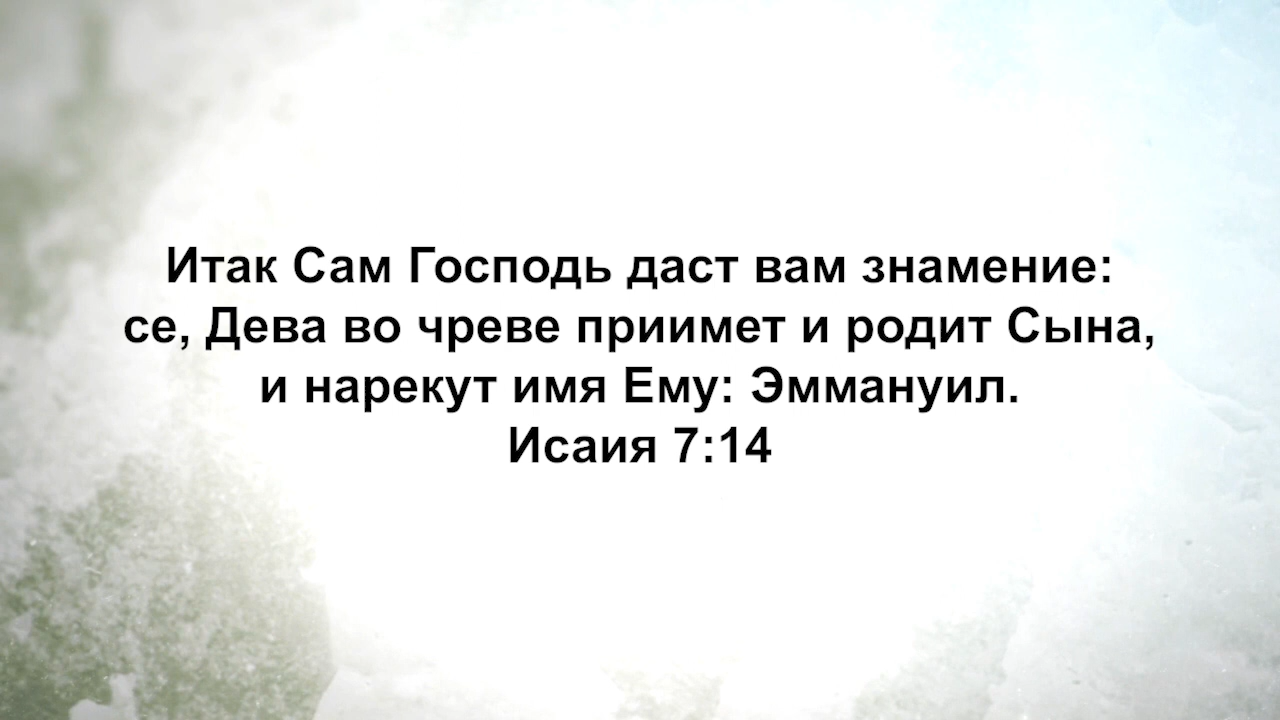 Итак Сам Господь даст вам знамение:
се, Дева во чреве приимет и родит Сына,
и нарекут имя Ему: Эммануил.
Исаия 7:14